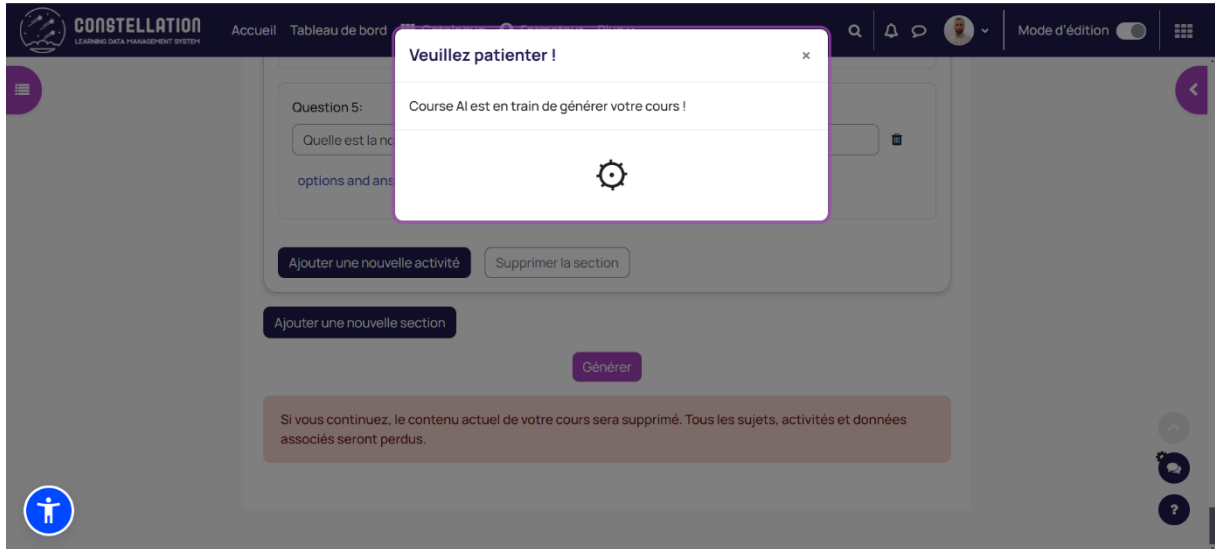 CONSTELLATION
LEARNING DATA MANAGEMENT SYSTEM
Accueil Tableau de bord Catalogue Formateur Plus
Mode d'édition
Veuillez patienter !
×
Course AI est en train de générer votre cours !
Question 5:
Quelle est la no
options and ans
Ajouter une nouvelle activité
Supprimer la section
Ajouter une nouvelle section
Générer
Si vous continuez, le contenu actuel de votre cours sera supprimé. Tous les sujets, activités et données
associés seront perdus.
?